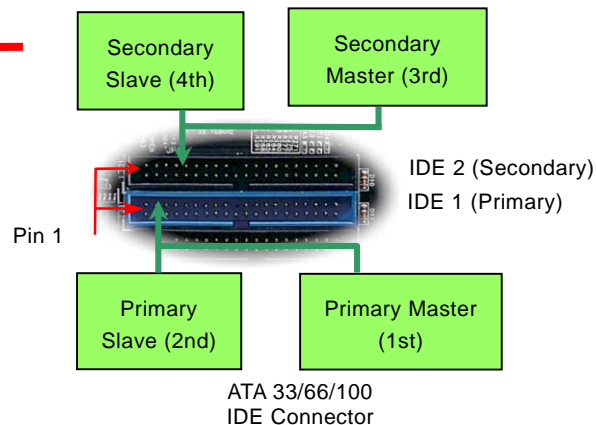 Secondary
Slave (4th)
Secondary
Master (3rd)
IDE 2 (Secondary)
IDE 1 (Primary)
Pin 1
Primary
Slave (2nd)
Primary Master
(1st)
ATA 33/66/100
IDE Connector